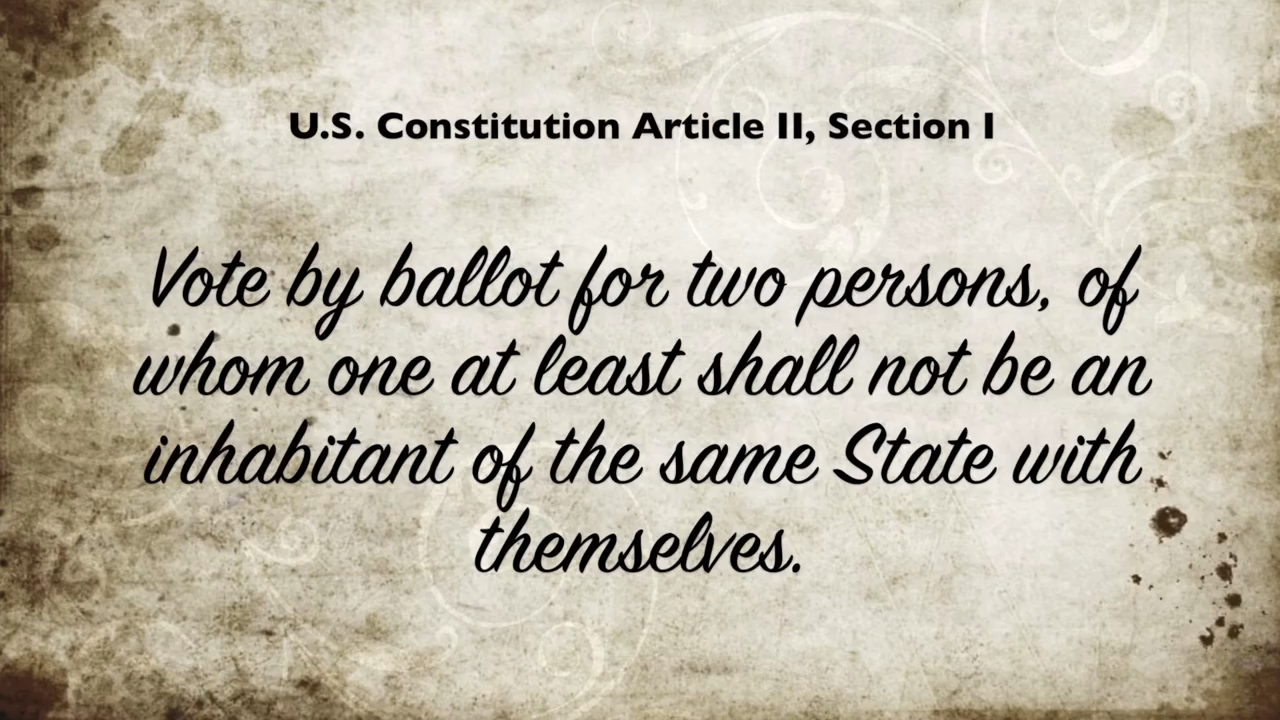 U.S. Constitution Article II, Section I
Vote by ballot for two persons, of
whom one at least shall not be an
inhabitant of the same State with
themselves.